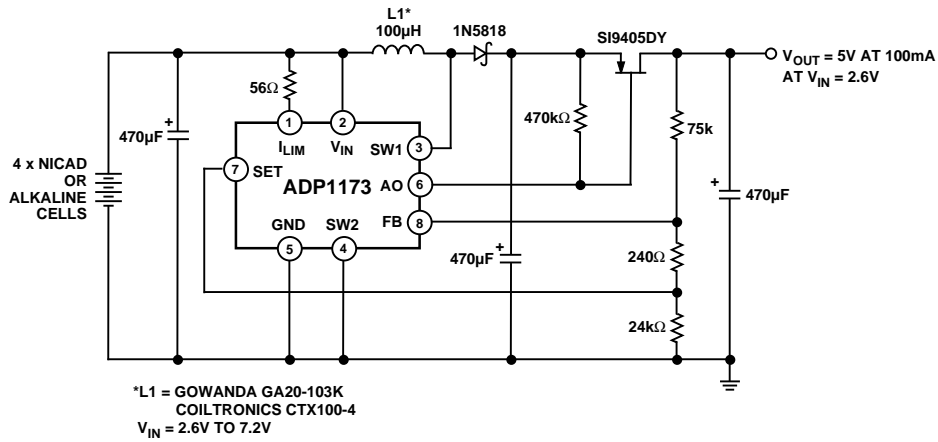 L1*
100µH
1N5818
SI9405DY
V_OUT = 5V AT 100mA
AT V_IN = 2.6V
56Ω
470kΩ
75k
470µF
+
1
2
I_LIM
V_IN
SW1
3
7
SET
4 x NICAD
OR
ALKALINE
CELLS
ADP1173
AO
6
+
470µF
GND
SW2
FB
8
5
4
+
470µF
240Ω
24kΩ
*L1 = GOWANDA GA20-103K
COILTRONICS CTX100-4
V_IN = 2.6V TO 7.2V